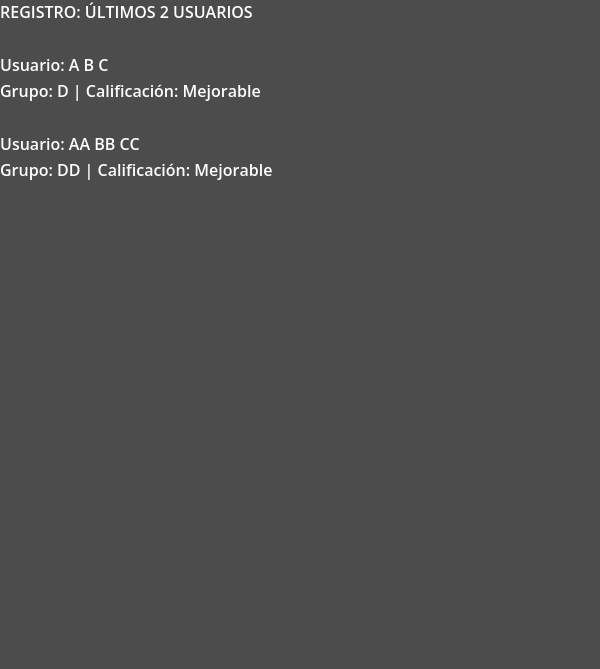 REGISTRO: ÚLTIMOS 2 USUARIOS
Usuario: A B C
Grupo: D | Calificación: Mejorable
Usuario: AA BB CC
Grupo: DD | Calificación: Mejorable